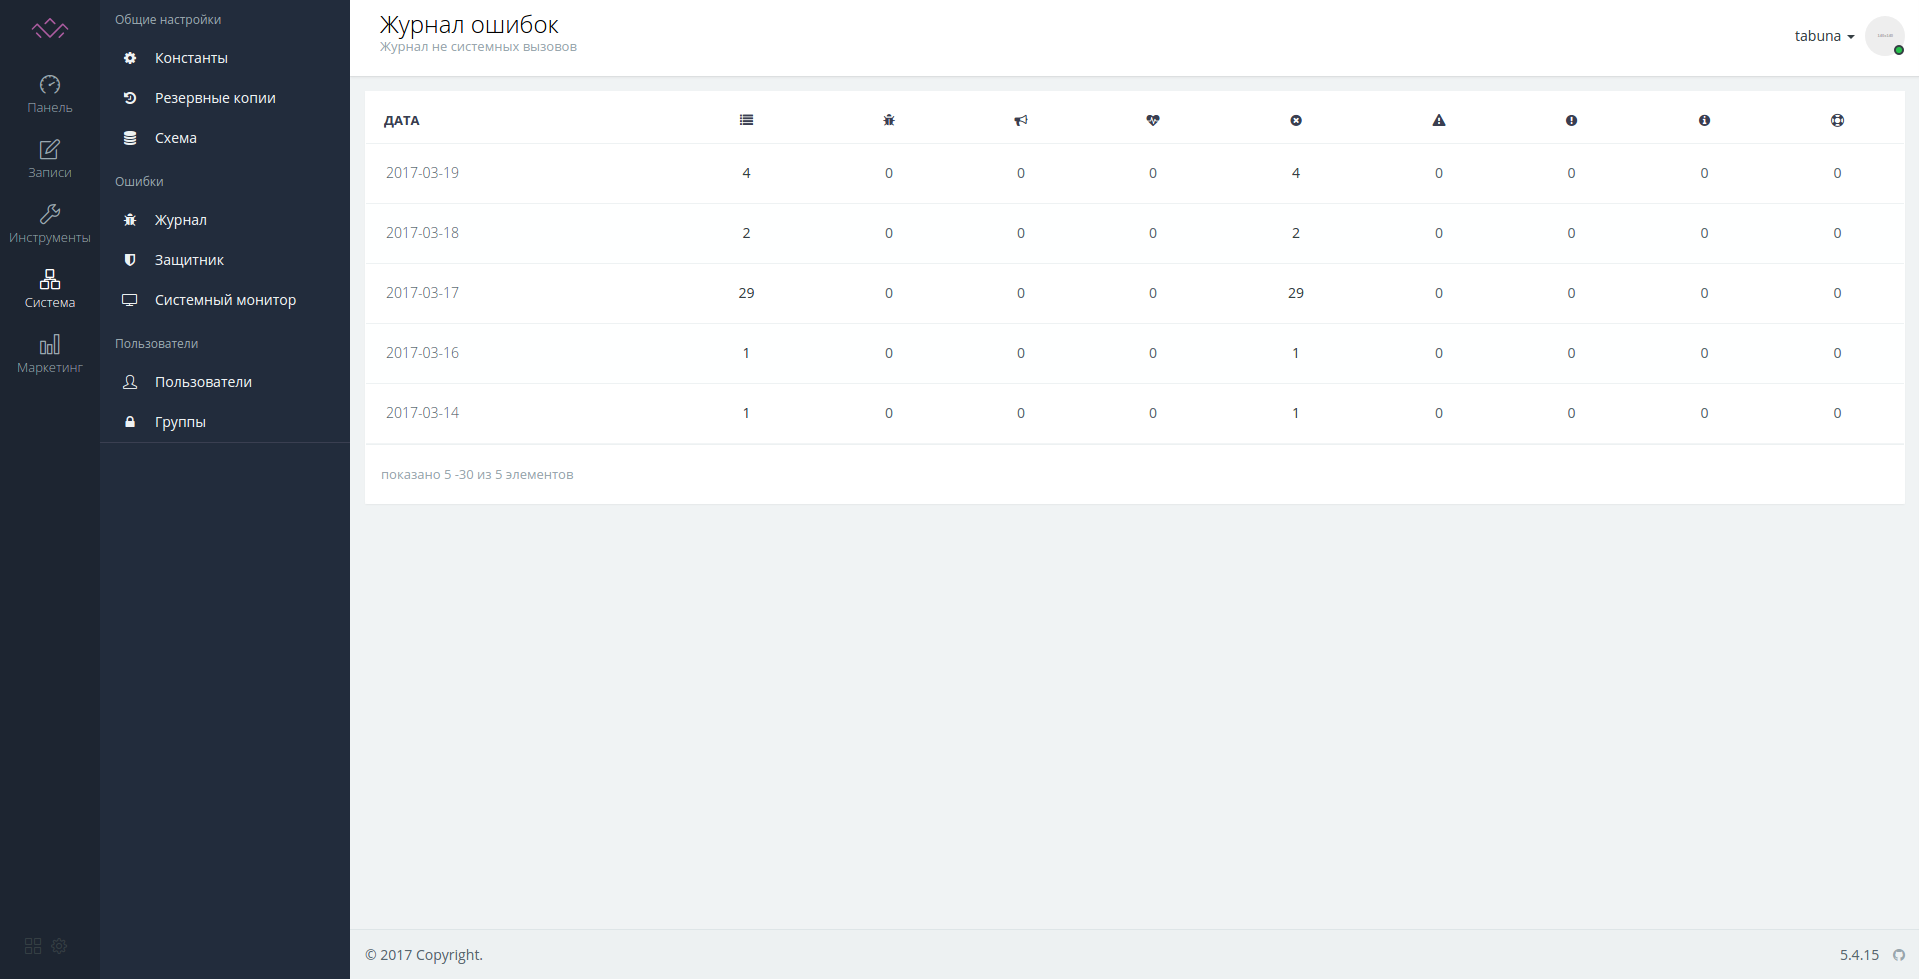 Панель
Записи
Инструменты
Система
Маркетинг
Общие настройки
Константы
Резервные копии
Схема
Ошибки
Журнал
Защитник
Системный монитор
Пользователи
Пользователи
Группы
Журнал ошибок
Журнал не системных вызовов
tabuna
ДАТА
2017-03-19 4 0 0 0 4 0 0 0 0
2017-03-18 2 0 0 0 2 0 0 0 0
2017-03-17 29 0 0 0 29 0 0 0 0
2017-03-16 1 0 0 0 1 0 0 0 0
2017-03-14 1 0 0 0 1 0 0 0 0
показано 5 -30 из 5 элементов
© 2017 Copyright.
5.4.15